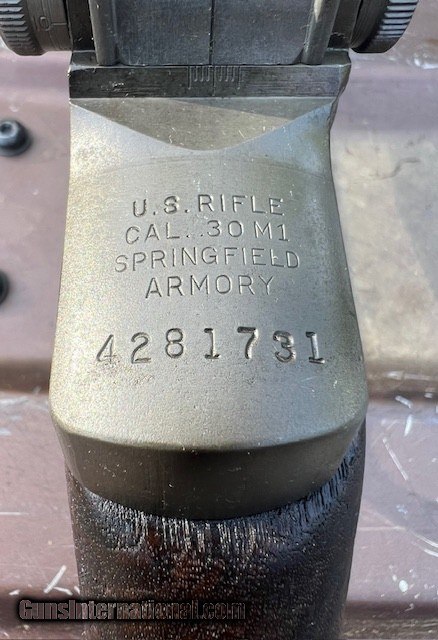 U.S. RIFLE
CAL. .30 M1
SPRINGFIELD
ARMORY
4281731
GunsInternational.com